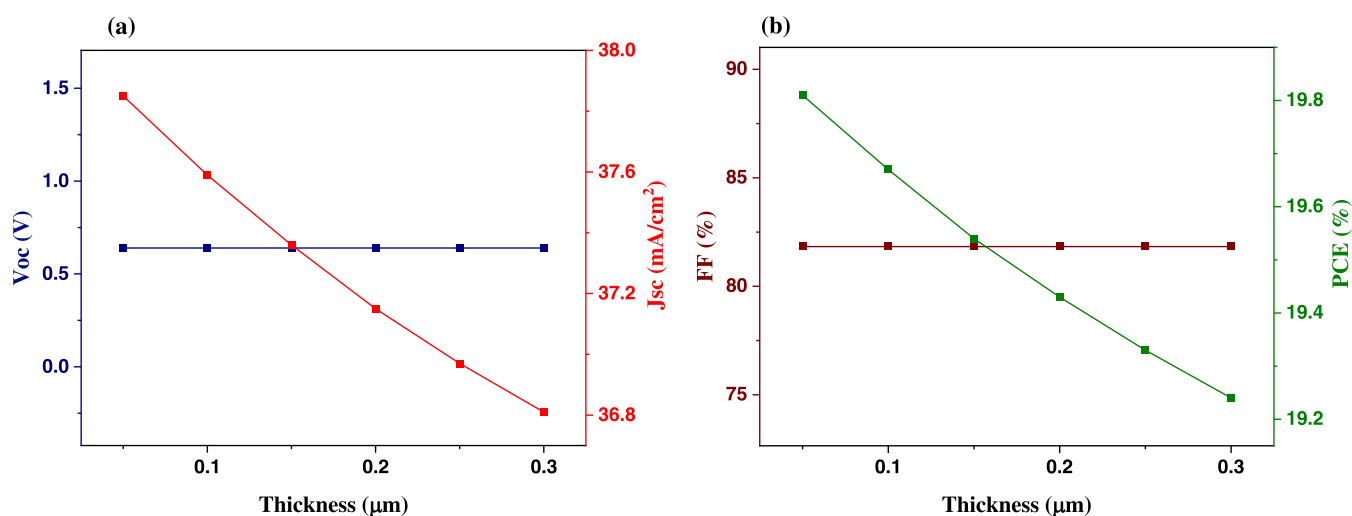 (a)
Voc (V)
1.5
1.0
0.5
0.0
38.0
37.6
37.2
36.8
Jsc (mA/cm²)
0.1
0.2
0.3
Thickness (μm)
(b)
FF (%)
90
85
80
75
19.8
19.6
19.4
19.2
PCE (%)
0.1
0.2
0.3
Thickness (μm)